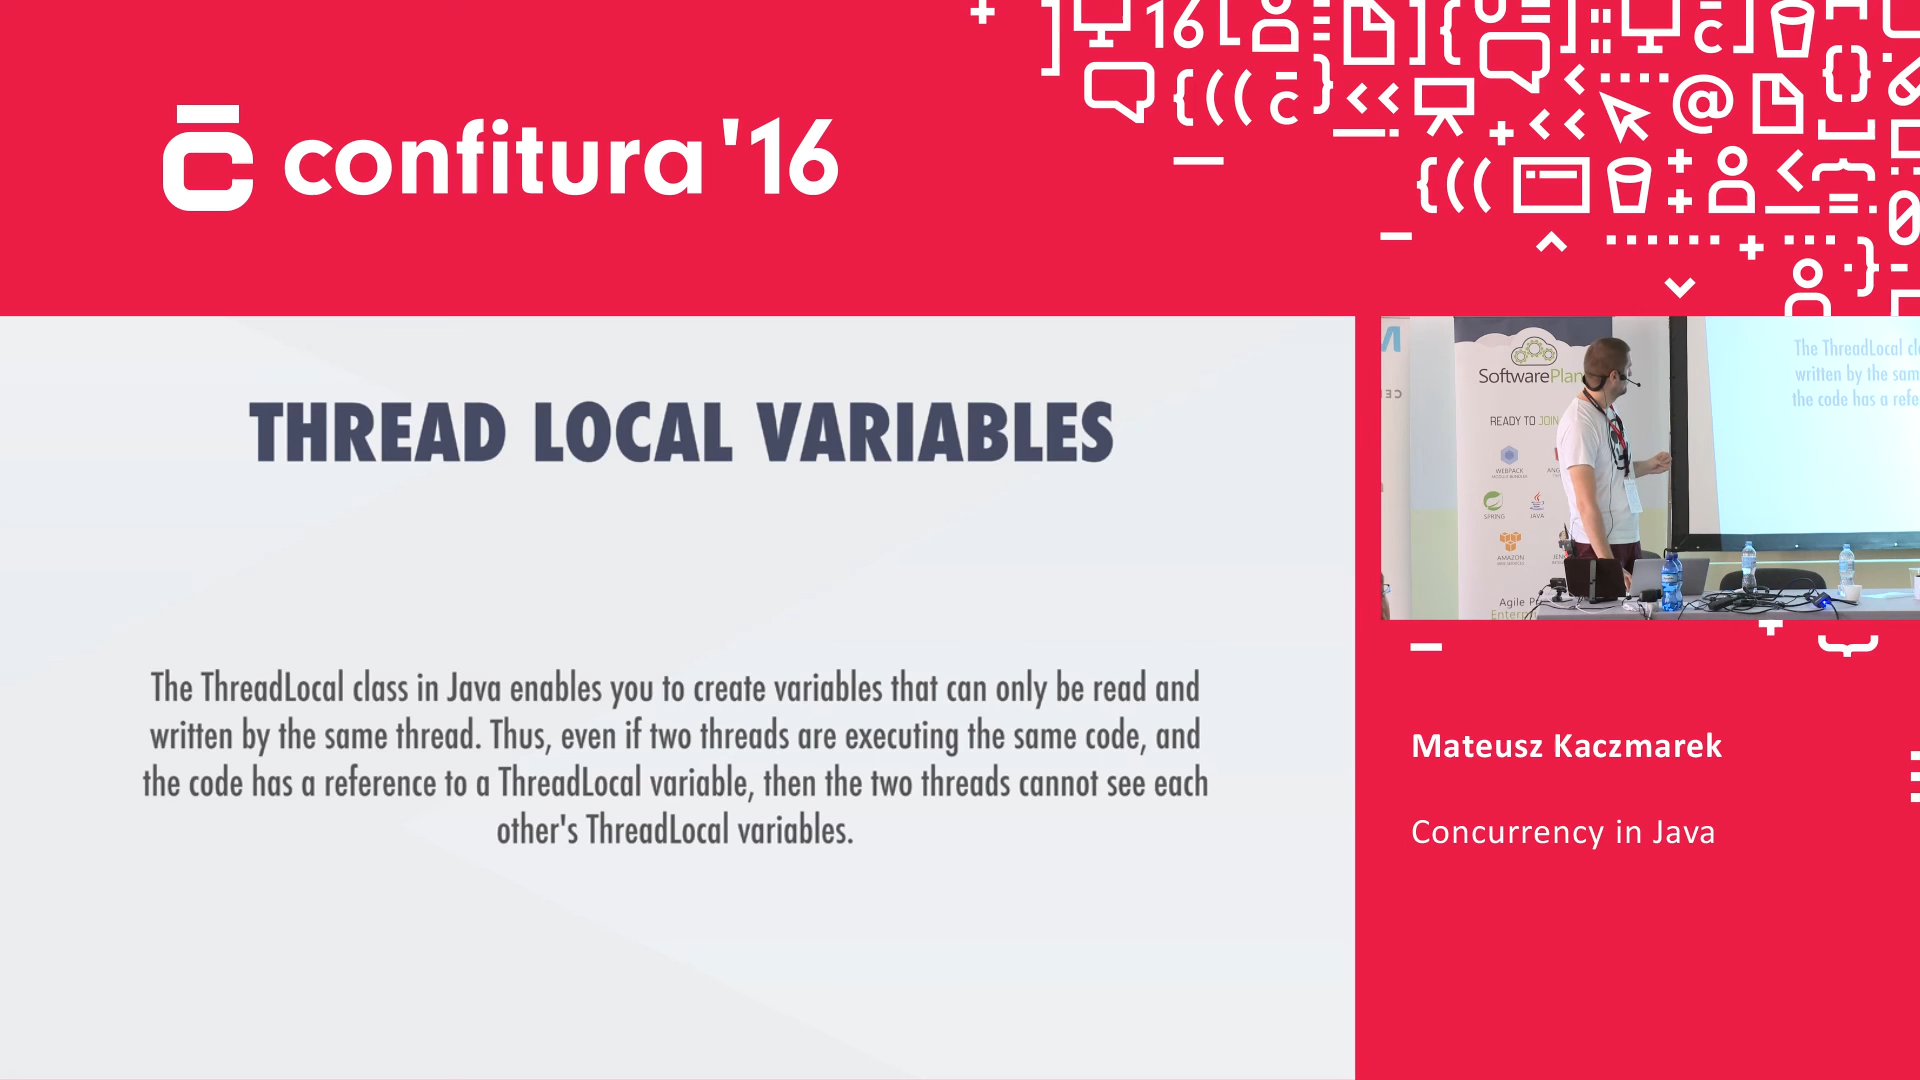 confitura '16
THREAD LOCAL VARIABLES
The ThreadLocal class in Java enables you to create variables that can only be read and
written by the same thread. Thus, even if two threads are executing the same code, and
the code has a reference to a ThreadLocal variable, then the two threads cannot see each
other's ThreadLocal variables.
SoftwarePlan
READY TO JOIN
WEBPACK
SPRING
JAVA
AMAZON
Agile
The ThreadLocal
written by the sam
the code has a refe
Mateusz Kaczmarek
Concurrency in Java